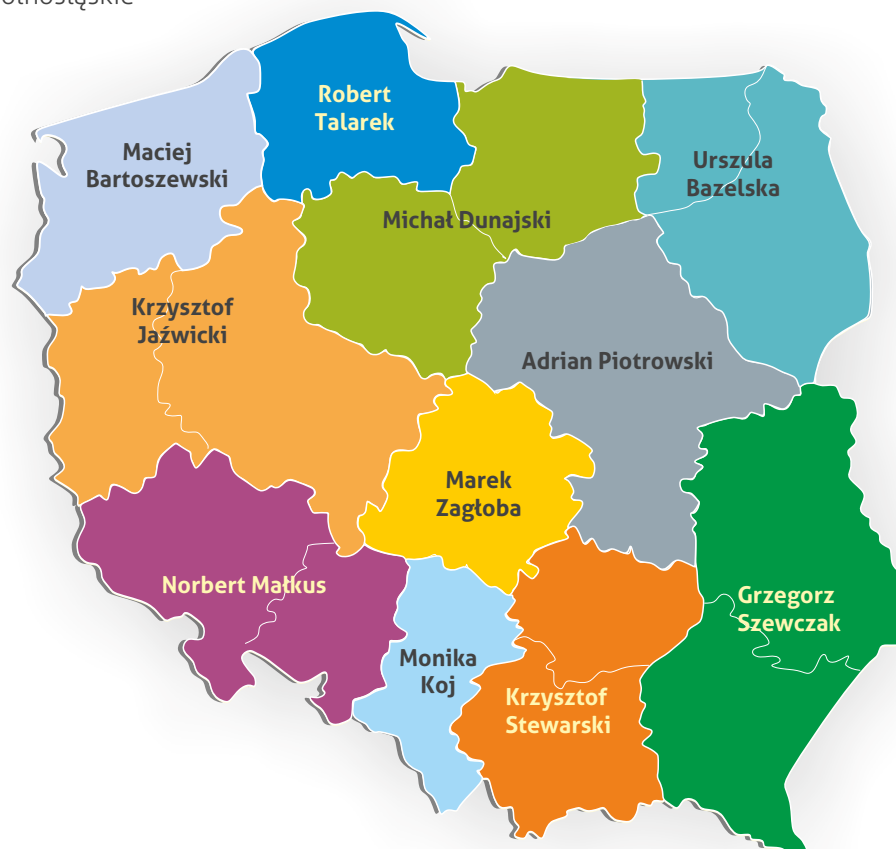 Robert
Talarek
Maciej
Bartoszewski
Urszula
Bazelska
Michał Dunajski
Krzysztof
Jaźwicki
Adrian Piotrowski
Marek
Zagłoba
Norbert Małkus
Grzegorz
Szewczak
Monika
Koj
Krzysztof
Stewarski